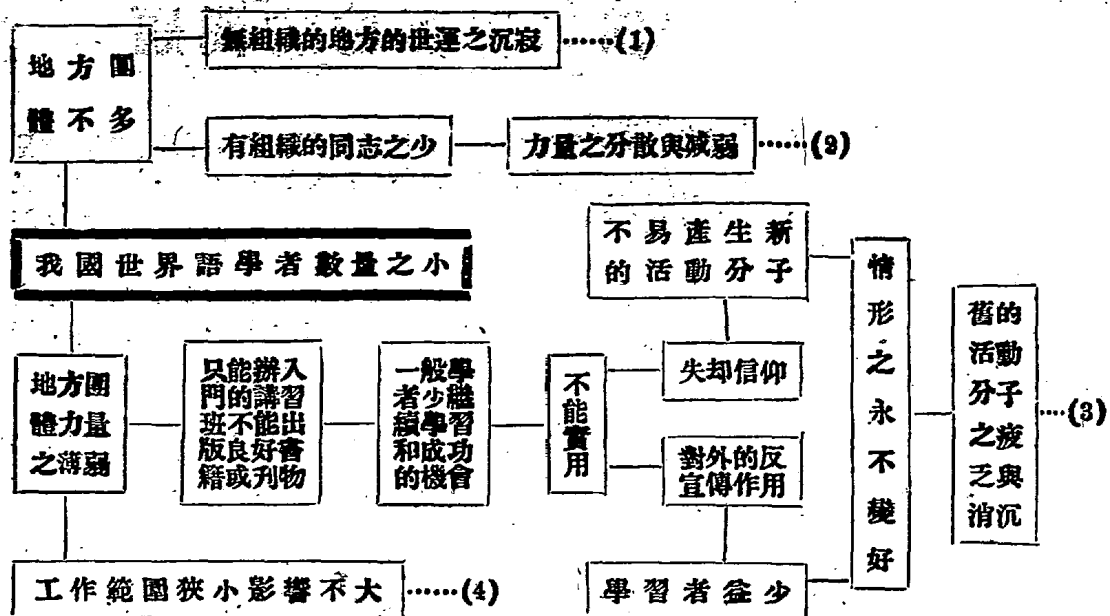 地方團
體不多
無組織的地方的世運之沉寂……(1)
有組織的同志之少
力量之分散與减弱……(2)
我國世界語學者數量之小
地方團
體力量
之薄弱
只能辦入
門的講習
班不能出
版良好書
籍或刊物
一般學
者少繼
續學習
和成功
的機會
不能實用
不易產生新
的活動分子
失却信仰
對外的反
宣傳作用
學習者益少
情形之永不變好
舊的
活動
分子
之疲
乏與
消沉
……(3)
工作範圍狹小影響不大……(4)